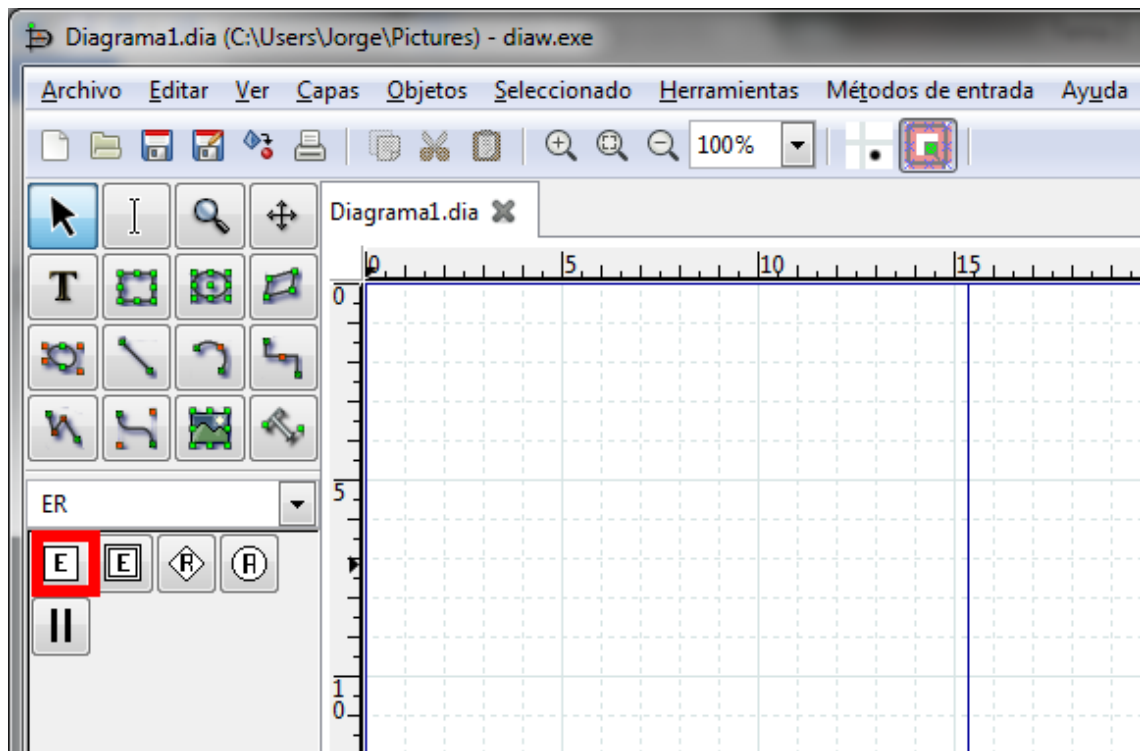 Diagrama1.dia (C:\Users\Jorge\Pictures) - diaw.exe
Archivo Editar Ver Capas Objetos Seleccionado Herramientas Métodos de entrada Ayuda
100%
Diagrama1.dia
0 5 10 15
T
0
5
ER
E E R A
10